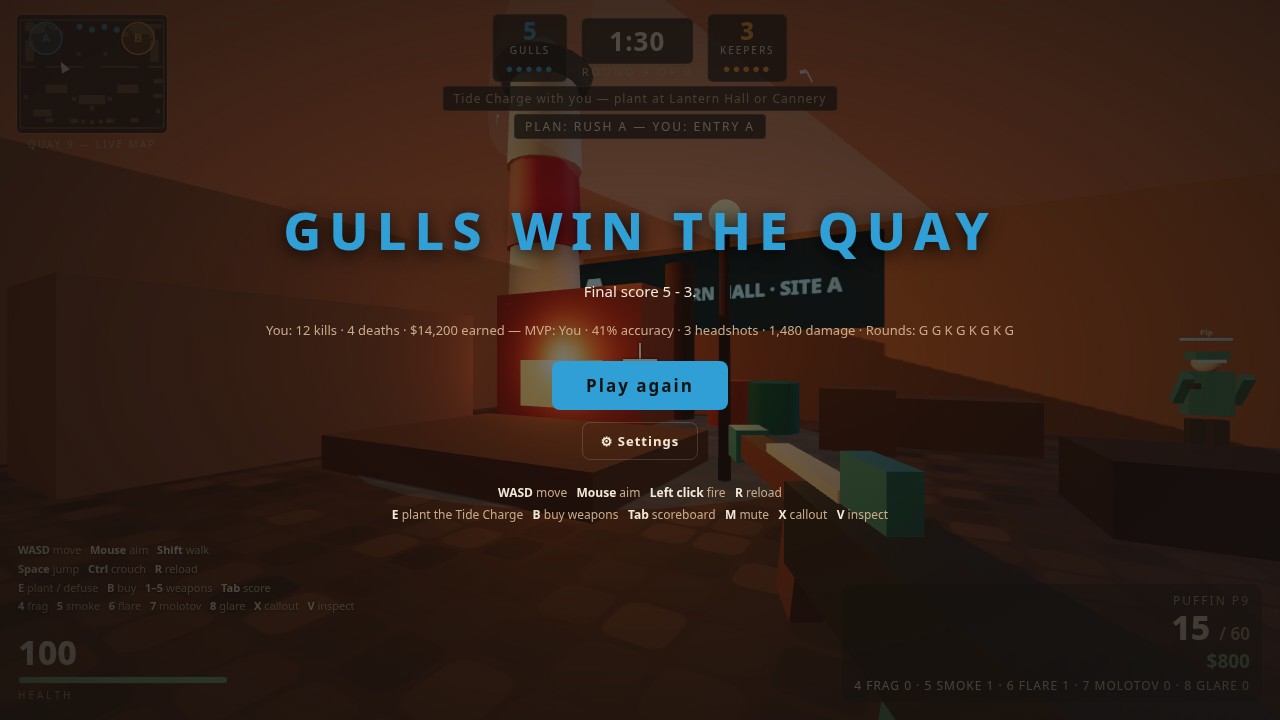 A
B
QUAY 9 — LIVE MAP
5
GULLS
1:30
3
KEEPERS
Tide Charge with you — plant at Lantern Hall or Cannery
PLAN: RUSH A — YOU: ENTRY A
GULLS WIN THE QUAY
ALL · SITE A
Final score 5 - 3.
You: 12 kills · 4 deaths · $14,200 earned — MVP: You · 41% accuracy · 3 headshots · 1,480 damage · Rounds: G G K G K G K G
Pip
Play again
⚙ Settings
WASD move Mouse aim Left click fire R reload
E plant the Tide Charge B buy weapons Tab scoreboard M mute X callout V inspect
WASD move Mouse aim Shift walk
Space jump Ctrl crouch R reload
E plant / defuse B buy 1–5 weapons Tab score
4 frag 5 smoke 6 flare 7 molotov 8 glare X callout V inspect
100
HEALTH
PUFFIN P9
15 / 60
$800
4 FRAG 0 · 5 SMOKE 1 · 6 FLARE 1 · 7 MOLOTOV 0 · 8 GLARE 0